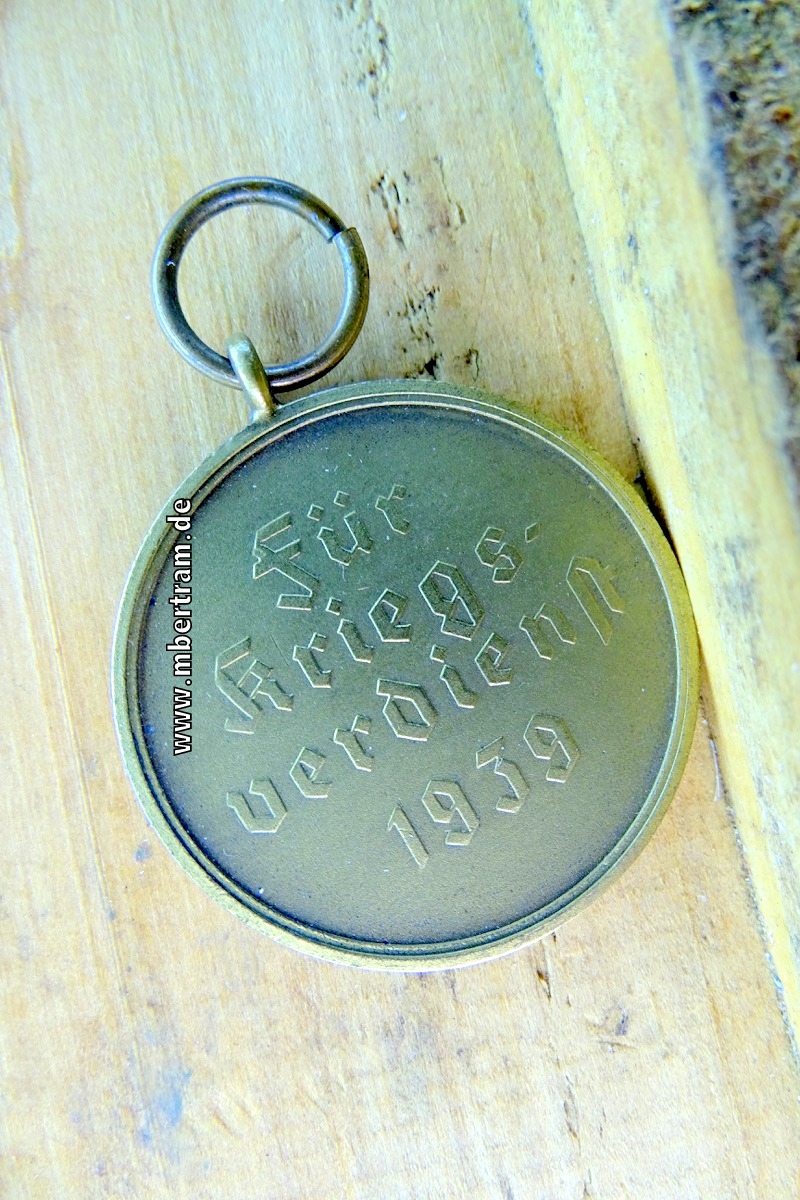 Für
Kriegs-
verdienst
1939
www.mbertram.de